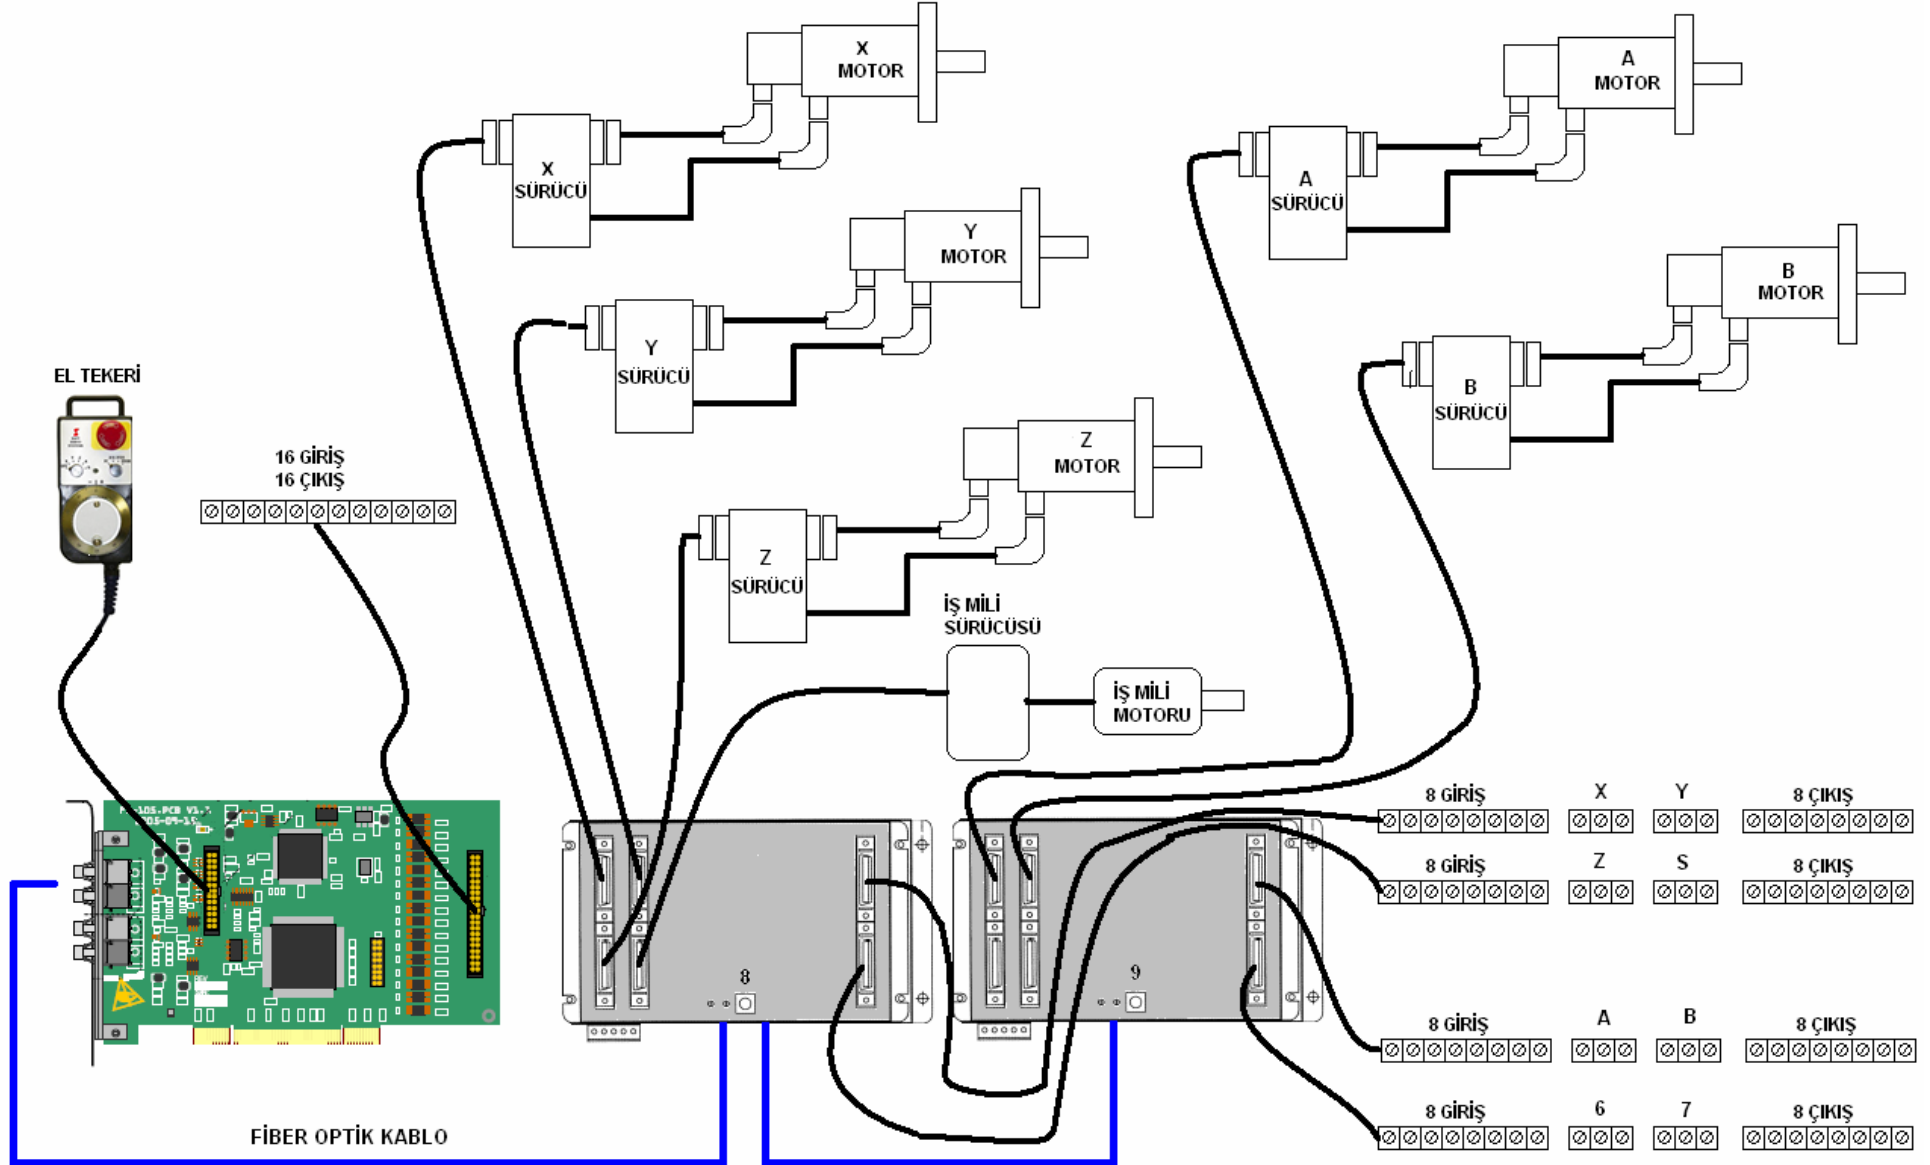 X
MOTOR
X
SÜRÜCÜ
Y
MOTOR
Y
SÜRÜCÜ
Z
MOTOR
Z
SÜRÜCÜ
A
MOTOR
A
SÜRÜCÜ
B
MOTOR
B
SÜRÜCÜ
EL TEKERİ
16 GİRİŞ
16 ÇIKIŞ
İŞ MİLİ
SÜRÜCÜSÜ
İŞ MİLİ
MOTORU
8 GİRİŞ X Y 8 ÇIKIŞ
8 GİRİŞ Z S 8 ÇIKIŞ
8
9
8 GİRİŞ A B 8 ÇIKIŞ
8 GİRİŞ 6 7 8 ÇIKIŞ
FİBER OPTİK KABLO